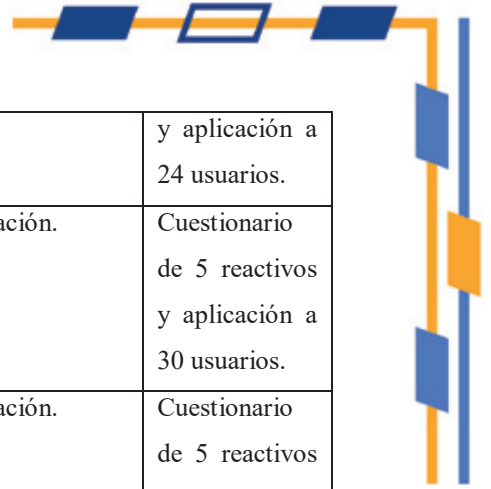 y aplicación a
24 usuarios.
ación. Cuestionario
de 5 reactivos
y aplicación a
30 usuarios.
ación. Cuestionario
de 5 reactivos